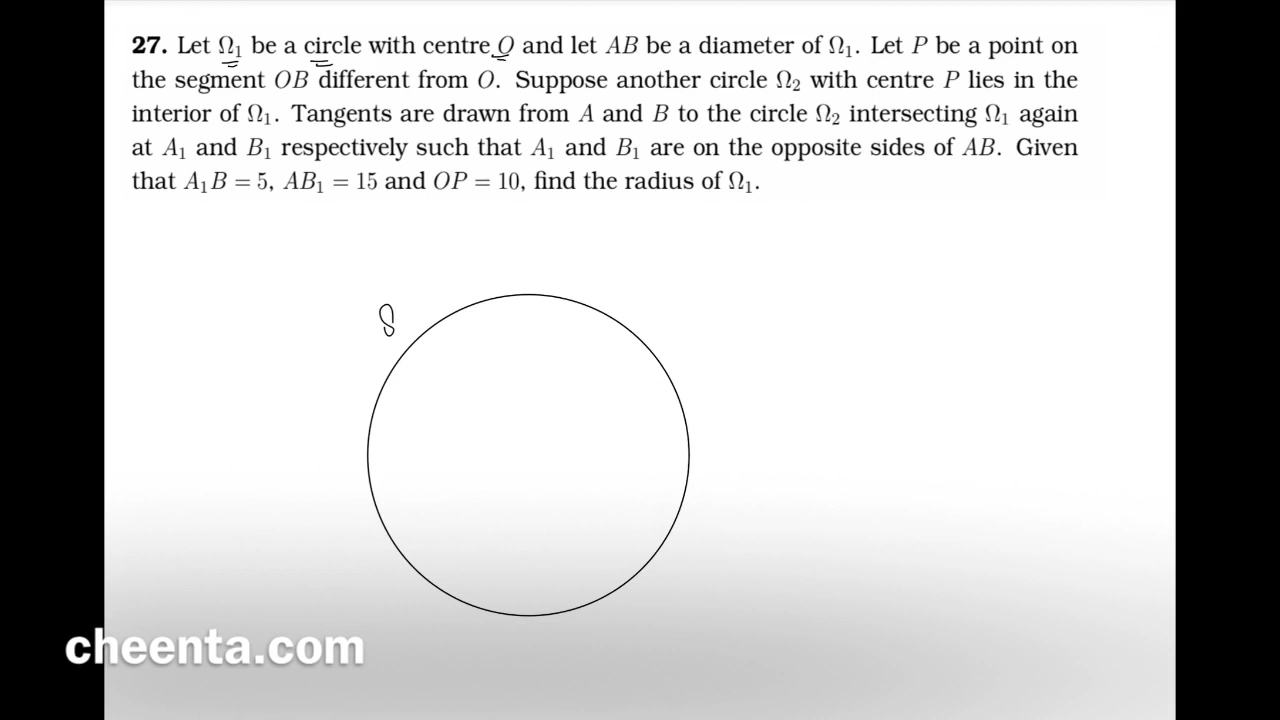 27. Let Ω₁ be a circle with centre O and let AB be a diameter of Ω₁. Let P be a point on
the segment OB different from O. Suppose another circle Ω₂ with centre P lies in the
interior of Ω₁. Tangents are drawn from A and B to the circle Ω₂ intersecting Ω₁ again
at A₁ and B₁ respectively such that A₁ and B₁ are on the opposite sides of AB. Given
that A₁B = 5, AB₁ = 15 and OP = 10, find the radius of Ω₁.
cheenta.com